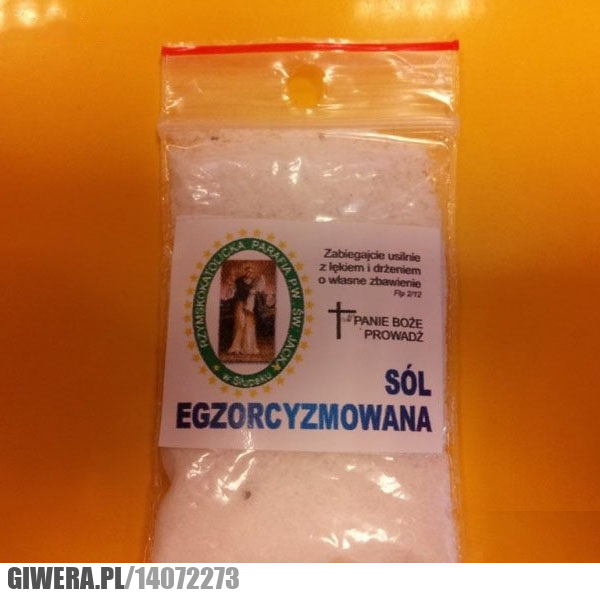 RZYMSKOKATOLICKA PARAFIA P.W. ŚW. JACKA
w Słupsku
Zabiegajcie usilnie
z lękiem i drżeniem
o własne zbawienie
Flp 2/12
PANIE BOŻE
PROWADŹ
SÓL
EGZORCYZMOWANA
GIWERA.PL/14072273